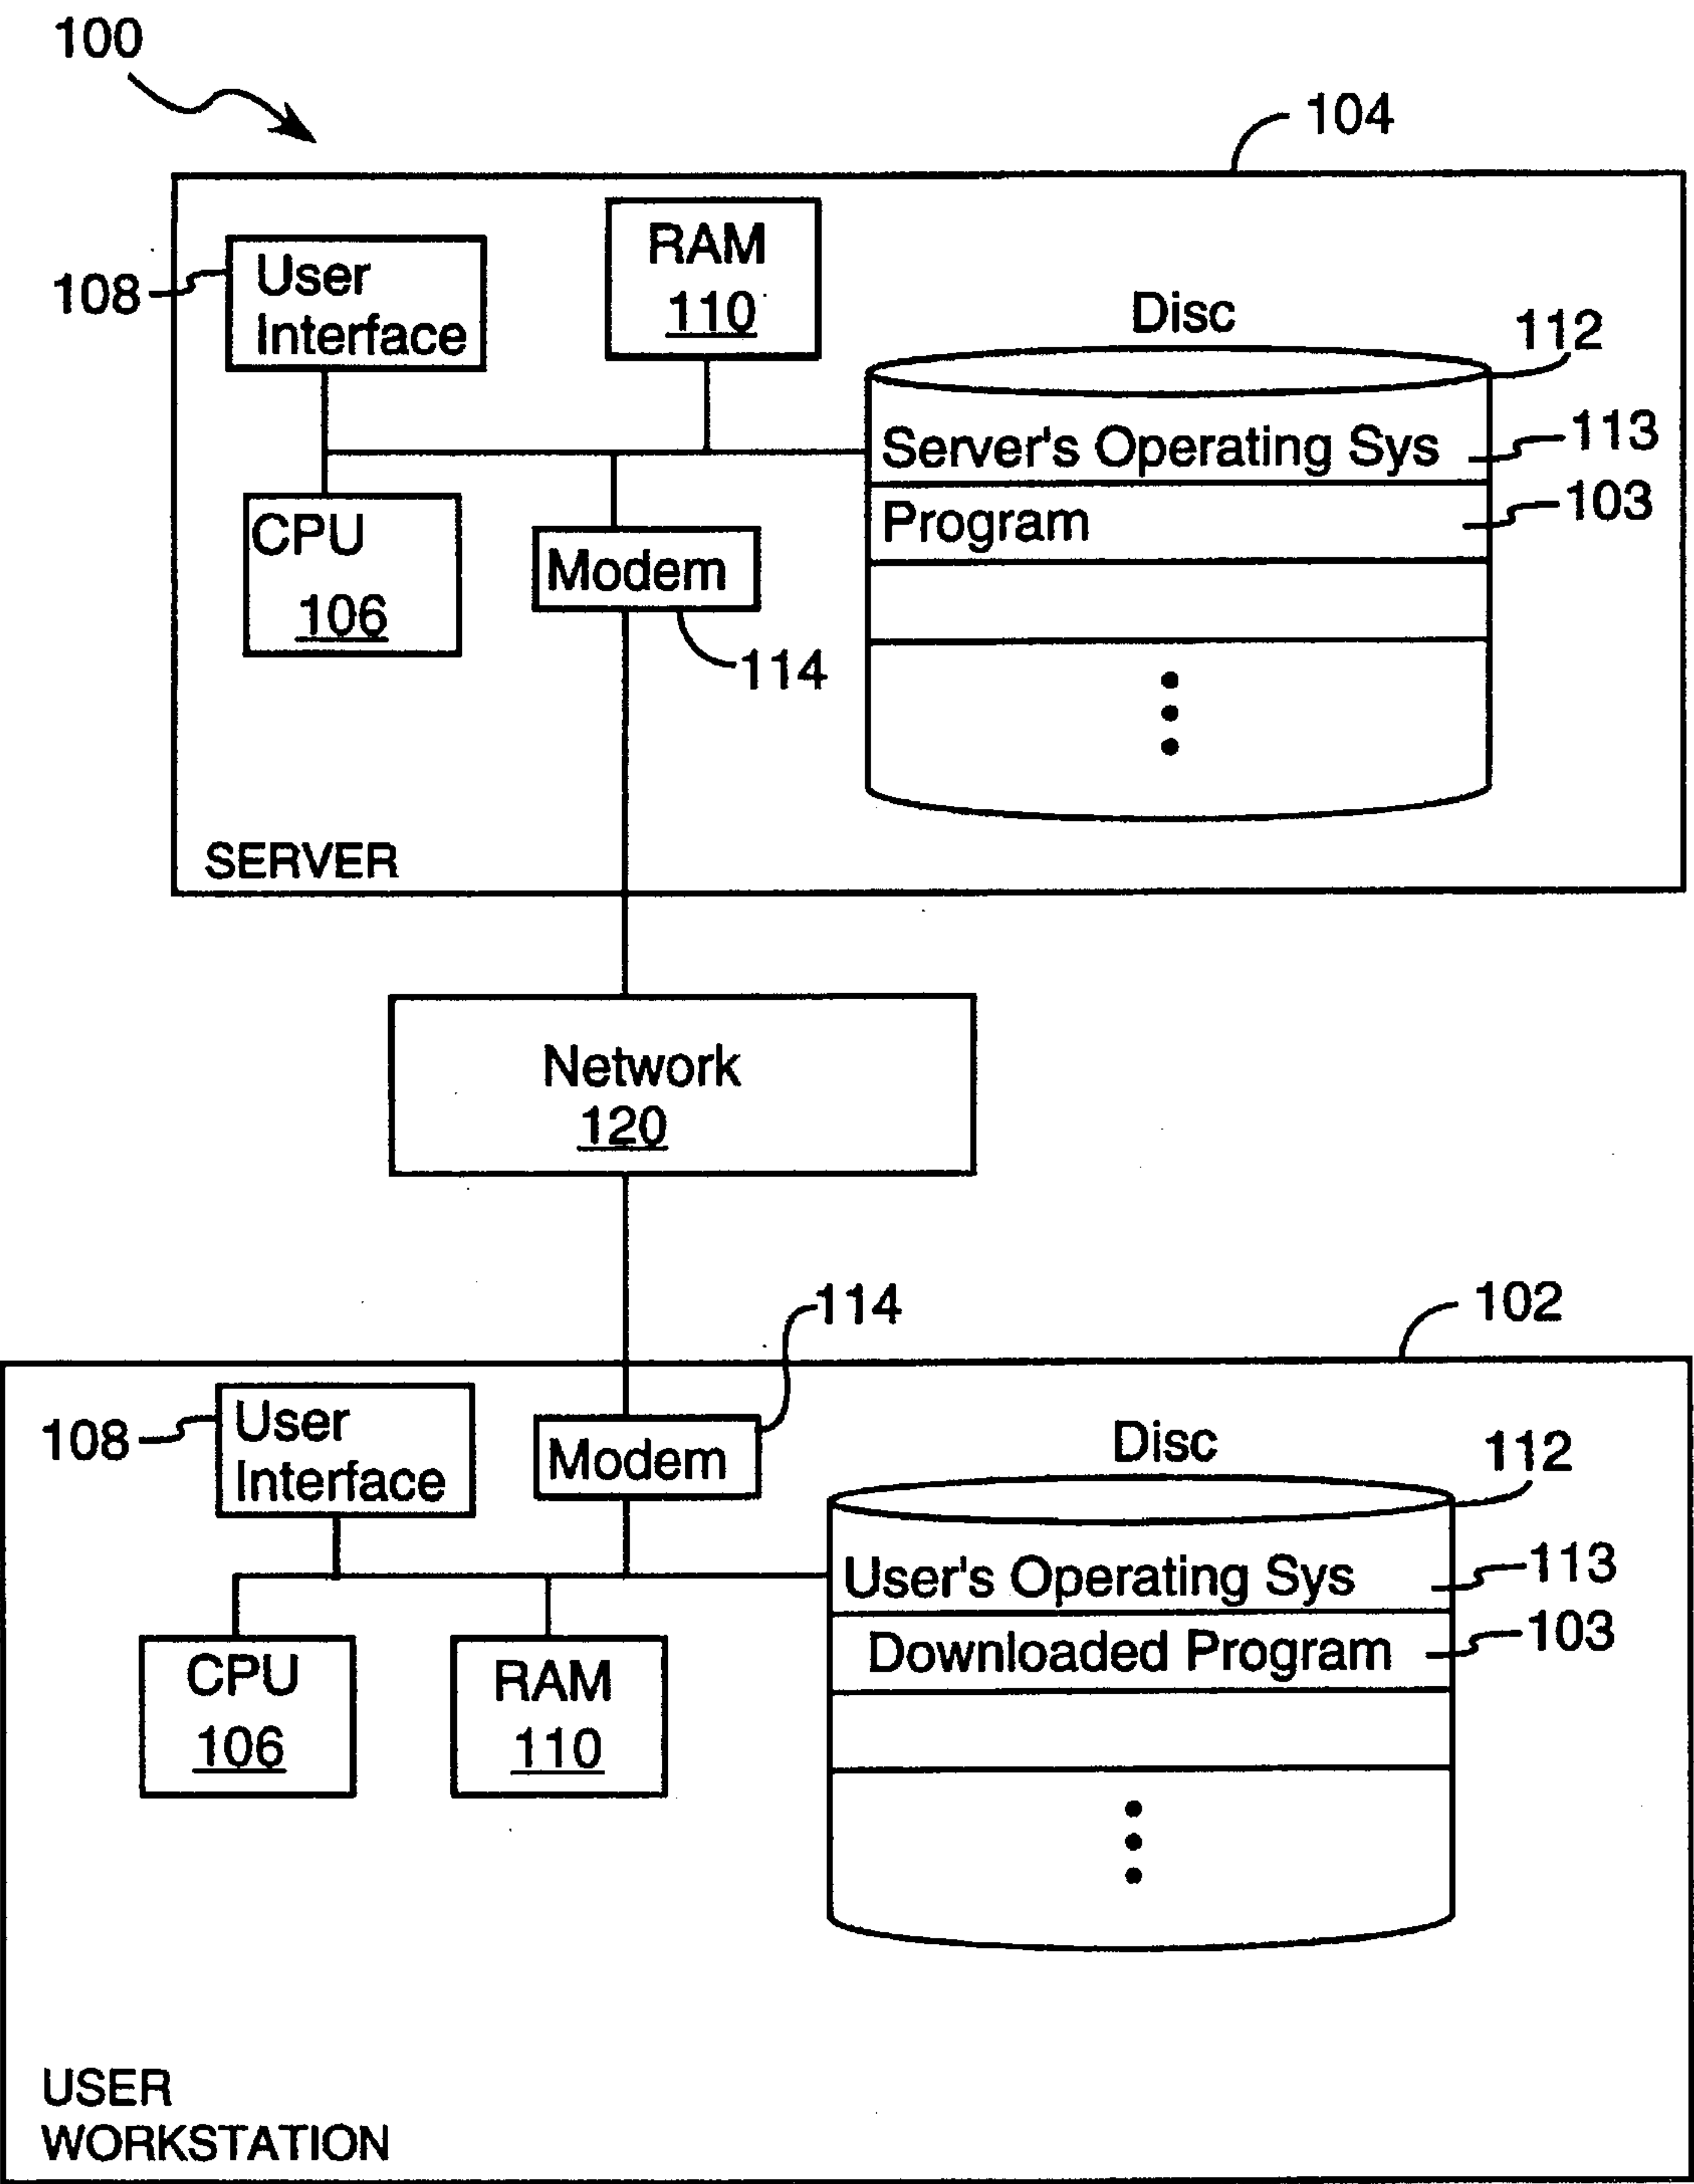 100
104
108
User
Interface
RAM
110
Disc
112
Server's Operating Sys
113
Program
103
CPU
106
Modem
114
SERVER
Network
120
114
102
108
User
Interface
Modem
Disc
112
User's Operating Sys
113
Downloaded Program
103
CPU
106
RAM
110
USER
WORKSTATION